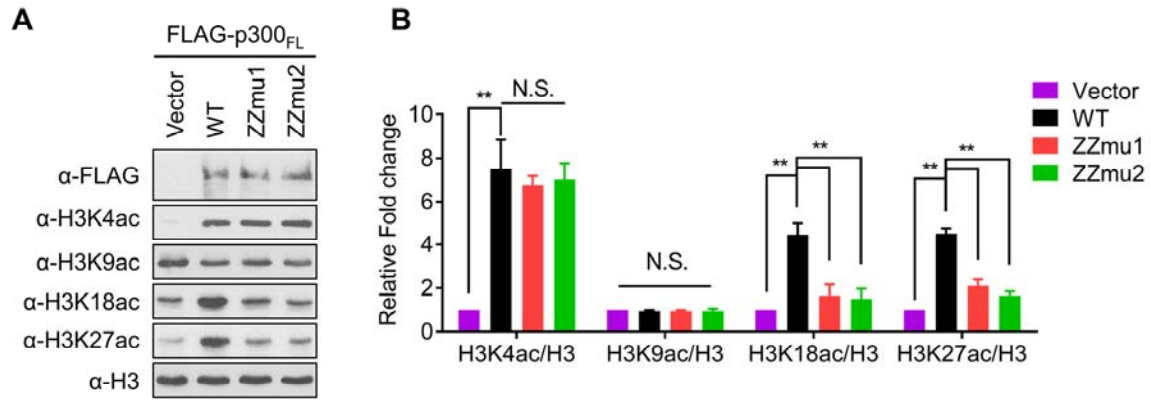 A
FLAG-p300FL
Vector
WT
ZZmu1
ZZmu2
α-FLAG
α-H3K4ac
α-H3K9ac
α-H3K18ac
α-H3K27ac
α-H3
B
Relative Fold change
10
8
6
4
2
0
** N.S.
N.S.
** **
** **
H3K4ac/H3 H3K9ac/H3 H3K18ac/H3 H3K27ac/H3
Vector
WT
ZZmu1
ZZmu2